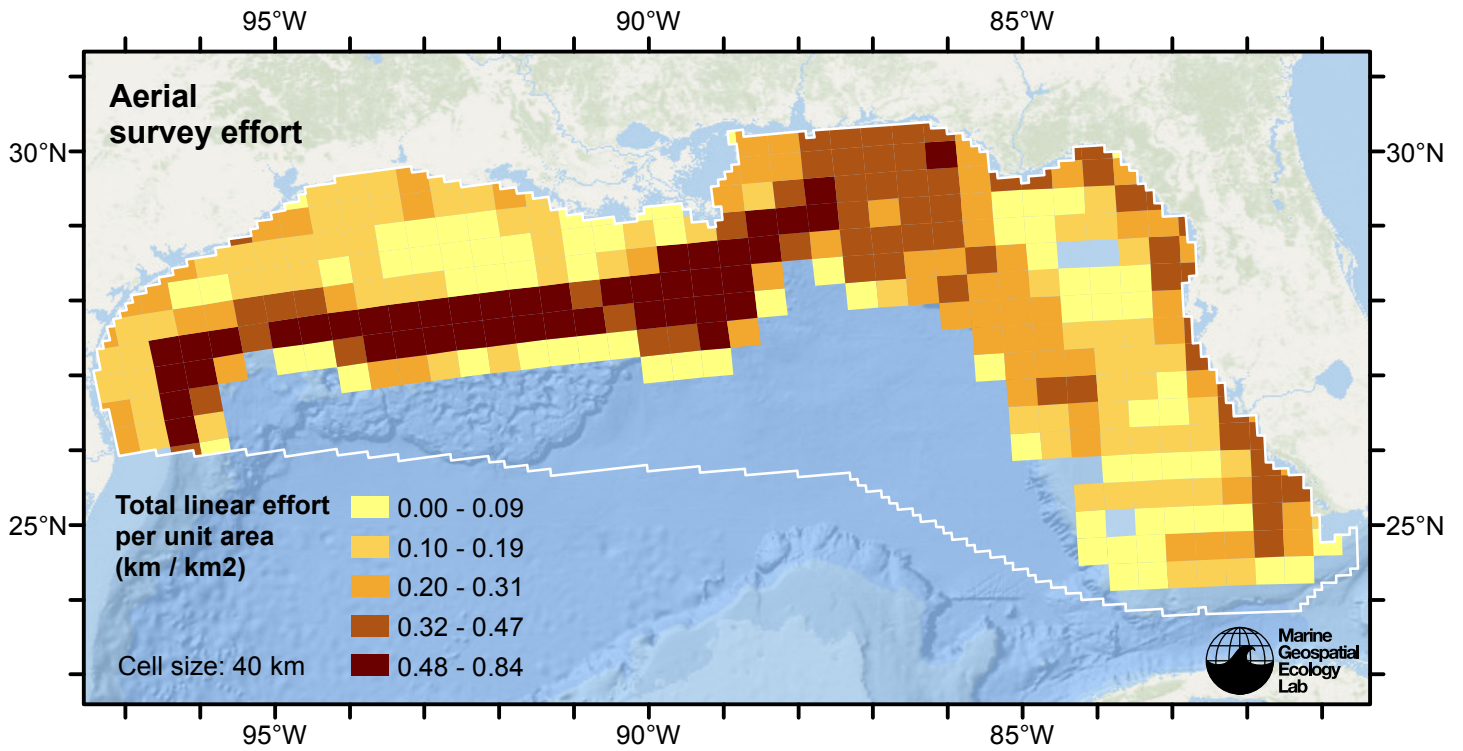 95°W 90°W 85°W
Aerial
survey effort
30°N 30°N
25°N 25°N
Total linear effort
per unit area
(km / km2)
0.00 - 0.09
0.10 - 0.19
0.20 - 0.31
0.32 - 0.47
0.48 - 0.84
Cell size: 40 km
Marine
Geospatial
Ecology
Lab
95°W 90°W 85°W